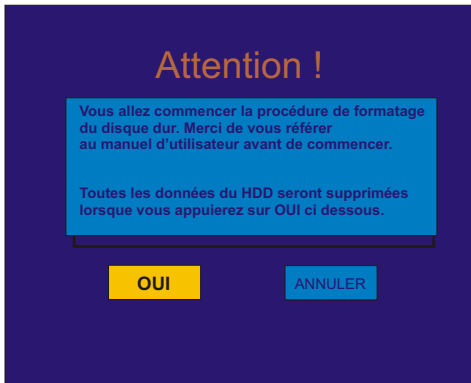 Attention !
Vous allez commencer la procédure de formatage
du disque dur. Merci de vous référer
au manuel d'utilisateur avant de commencer.
Toutes les données du HDD seront supprimées
lorsque vous appuierez sur OUI ci dessous.
OUI
ANNULER